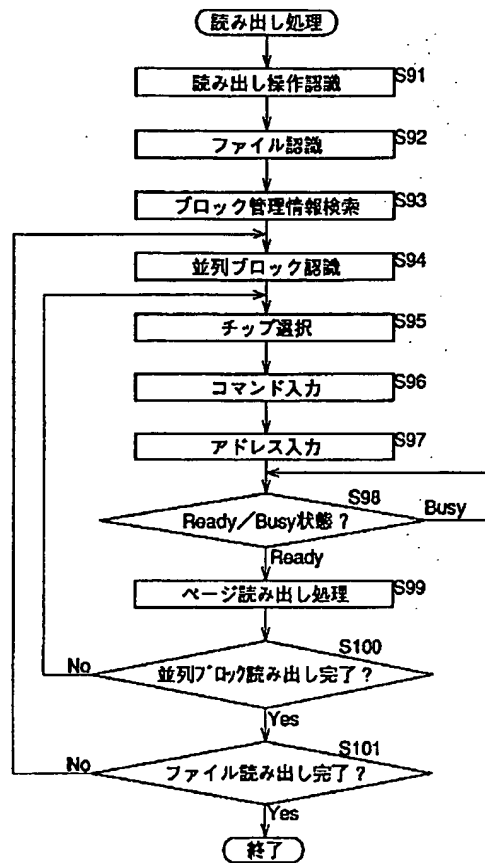 読み出し処理
読み出し操作認識
S91
ファイル認識
S92
ブロック管理情報検索
S93
並列ブロック認識
S94
チップ選択
S95
コマンド入力
S96
アドレス入力
S97
S98
Ready／Busy状態？
Busy
Ready
ページ読み出し処理
S99
S100
No
並列ブロック読み出し完了？
Yes
S101
No
ファイル読み出し完了？
Yes
終了